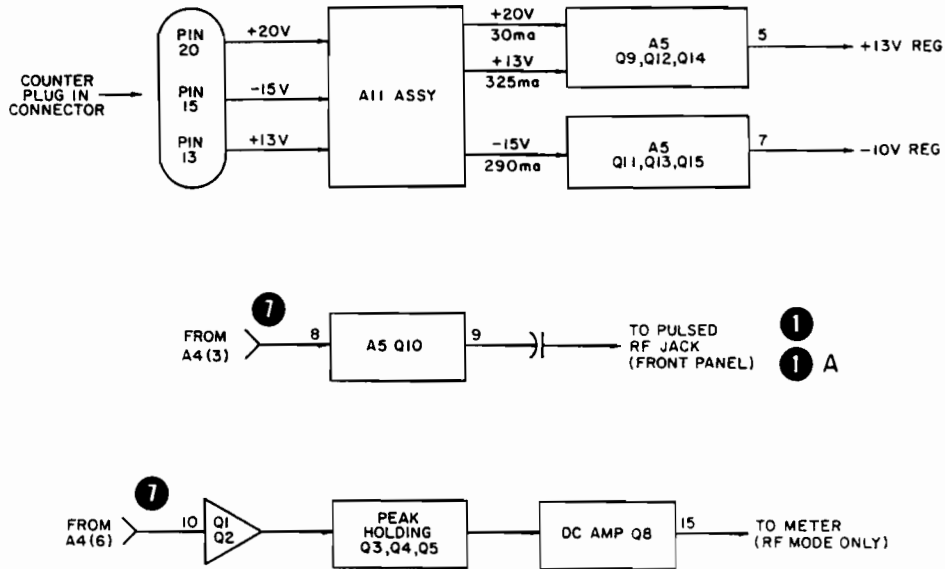 COUNTER
PLUG IN
CONNECTOR
PIN
20
PIN
15
PIN
13
+20V
-15V
+13V
A11 ASSY
+20V
30ma
+13V
325ma
-15V
290ma
A5
Q9,Q12,Q14
5
+13V REG
A5
Q11,Q13,Q15
7
-10V REG
7
FROM
A4(3)
8
A5 Q10
9
TO PULSED
RF JACK
(FRONT PANEL)
1
1 A
7
FROM
A4(6)
10
Q1
Q2
PEAK
HOLDING
Q3,Q4,Q5
DC AMP Q8
15
TO METER
(RF MODE ONLY)